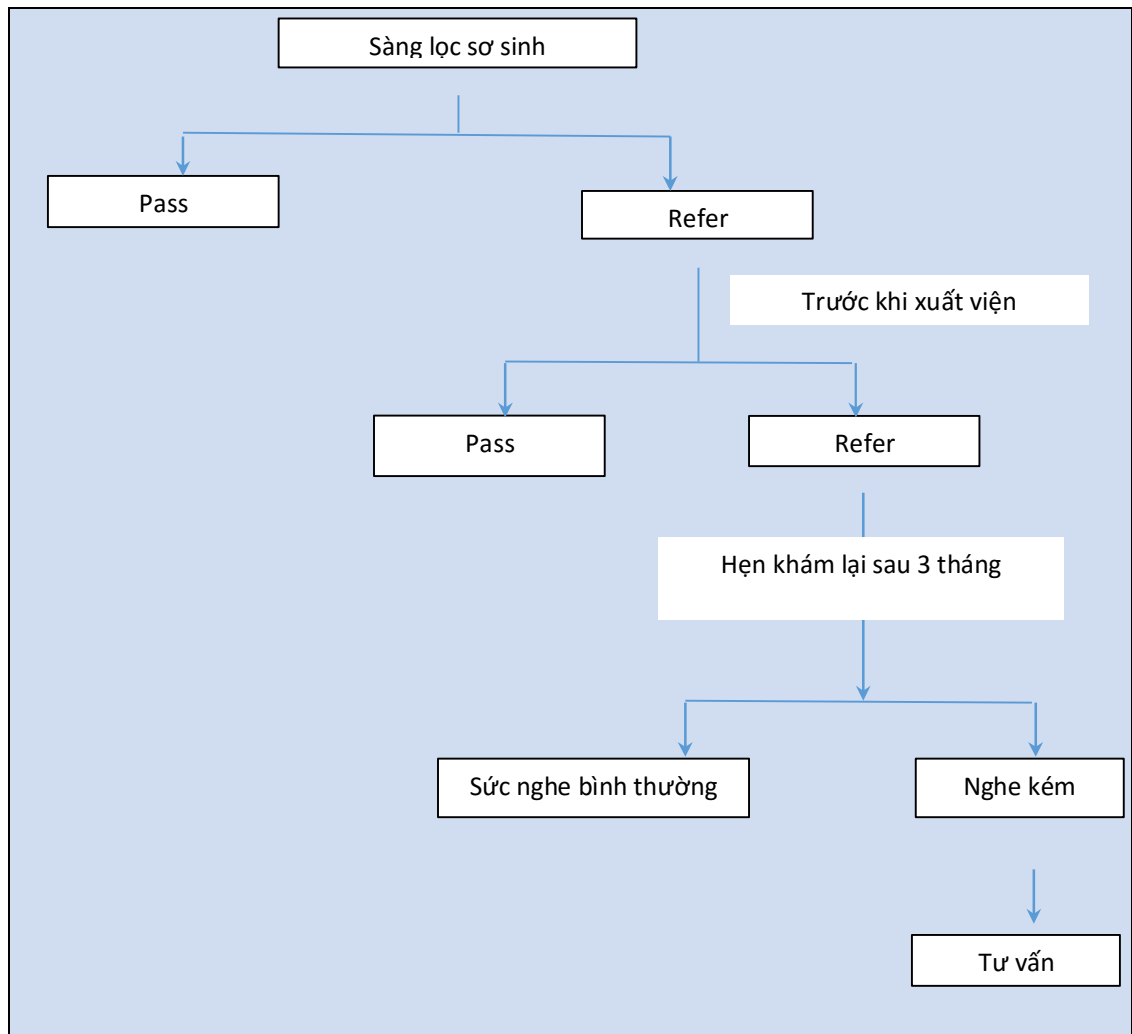 Sàng lọc sơ sinh
Pass
Refer
Trước khi xuất viện
Pass
Refer
Hẹn khám lại sau 3 tháng
Sức nghe bình thường
Nghe kém
Tư vấn